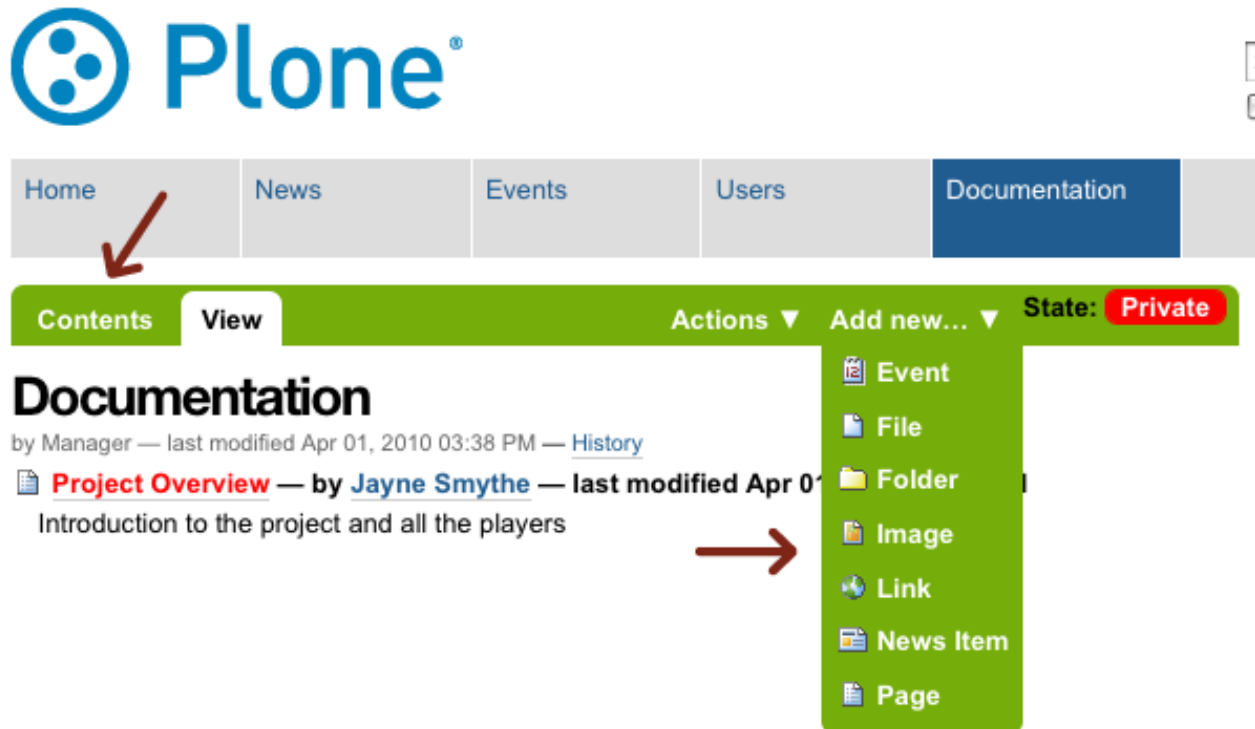 Plone®
Home News Events Users Documentation
Contents View Actions ▼ Add new... ▼ State: Private
Documentation
by Manager — last modified Apr 01, 2010 03:38 PM — History
Project Overview — by Jayne Smythe — last modified Apr
Introduction to the project and all the players
Event
File
Folder
Image
Link
News Item
Page